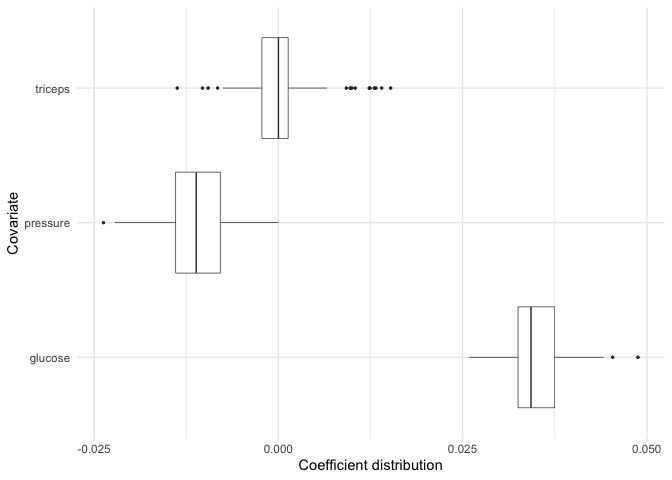 triceps
pressure
glucose
Covariate
-0.025
0.000
0.025
0.050
Coefficient distribution